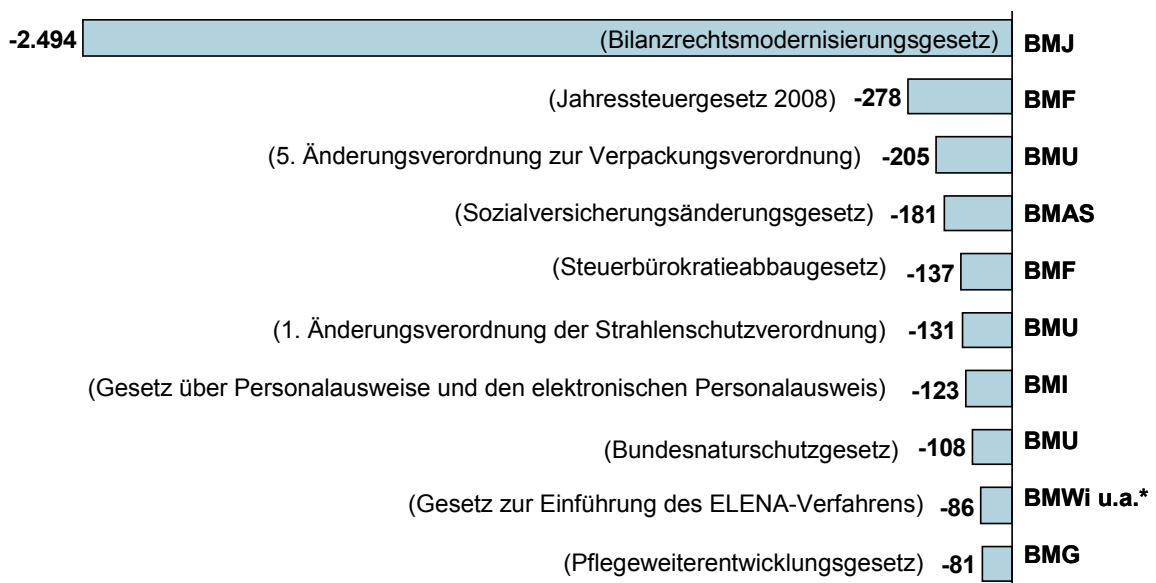 -2.494 (Bilanzrechtsmodernisierungsgesetz) BMJ
(Jahressteuergesetz 2008) -278 BMF
(5. Änderungsverordnung zur Verpackungsverordnung) -205 BMU
(Sozialversicherungsänderungsgesetz) -181 BMAS
(Steuerbürokratieabbaugesetz) -137 BMF
(1. Änderungsverordnung der Strahlenschutzverordnung) -131 BMU
(Gesetz über Personalausweise und den elektronischen Personalausweis) -123 BMI
(Bundesnaturschutzgesetz) -108 BMU
(Gesetz zur Einführung des ELENA-Verfahrens) -86 BMWi u.a.*
(Pflegeweiterentwicklungsgesetz) -81 BMG